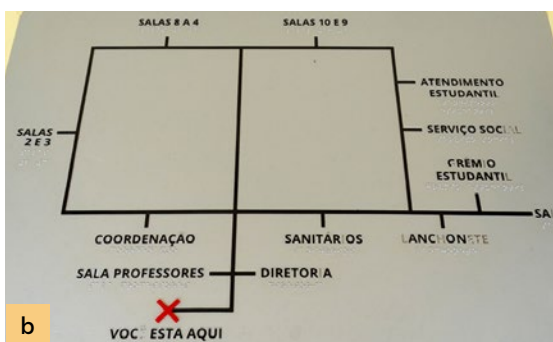 SALAS 8 A 4
SALAS 10 E 9
ATENDIMENTO
ESTUDANTIL
SALAS
2 E 3
SERVIÇO SOCIAL
GRÊMIO
ESTUDANTIL
SA
COORDENAÇÃO
SANITÁRIOS
LANCHONETE
SALA PROFESSORES
DIRETORIA
VOC. ESTA AQUI
b